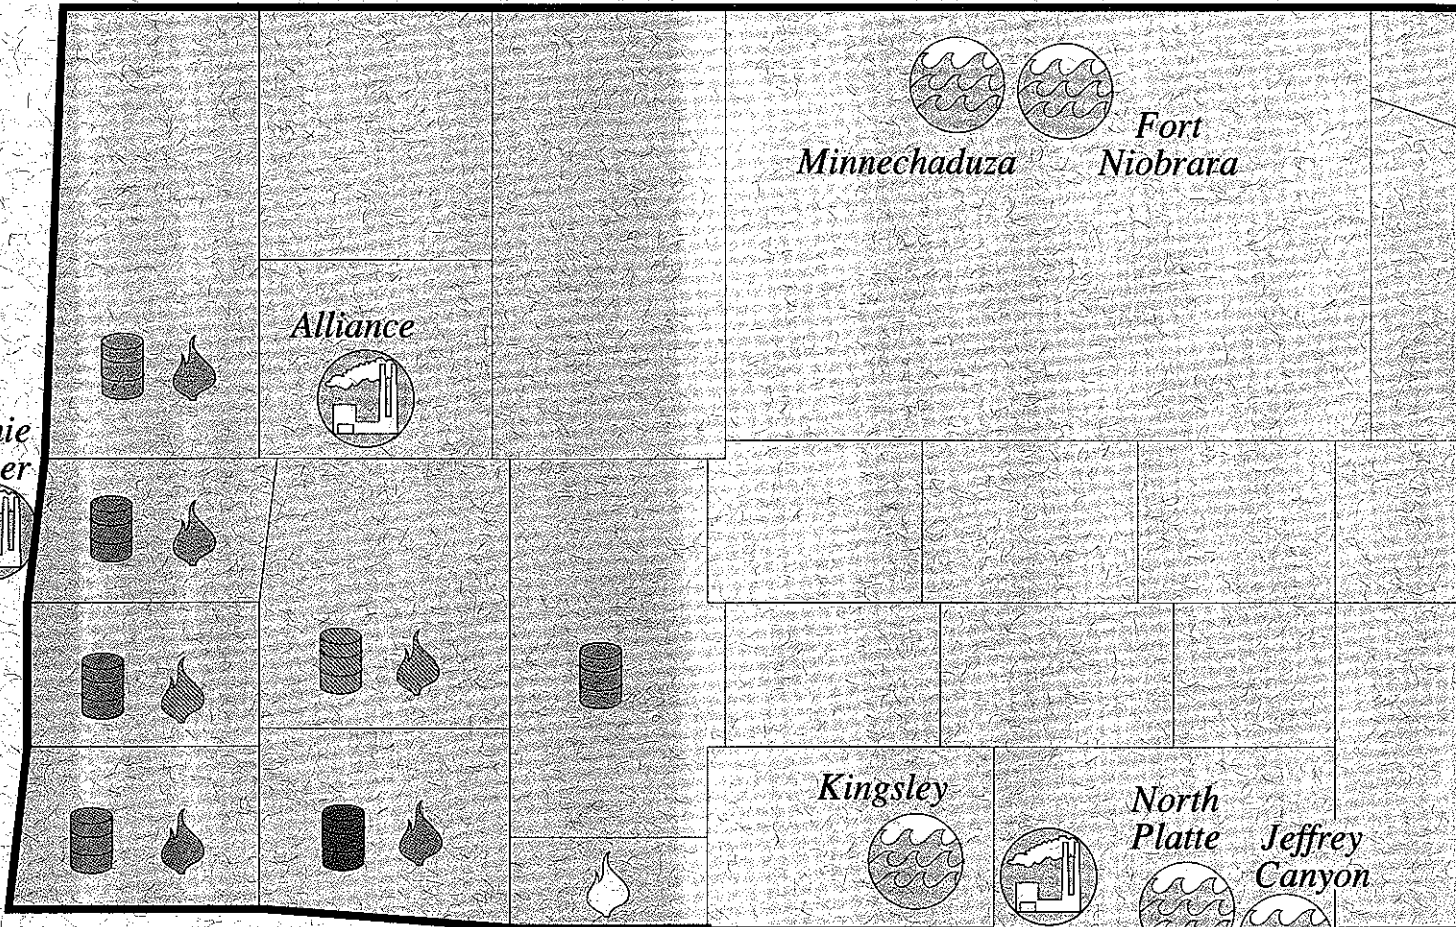 Fort
Minnechaduza
Niobrara
Alliance
Kingsley
North
Platte
Jeffrey
Canyon